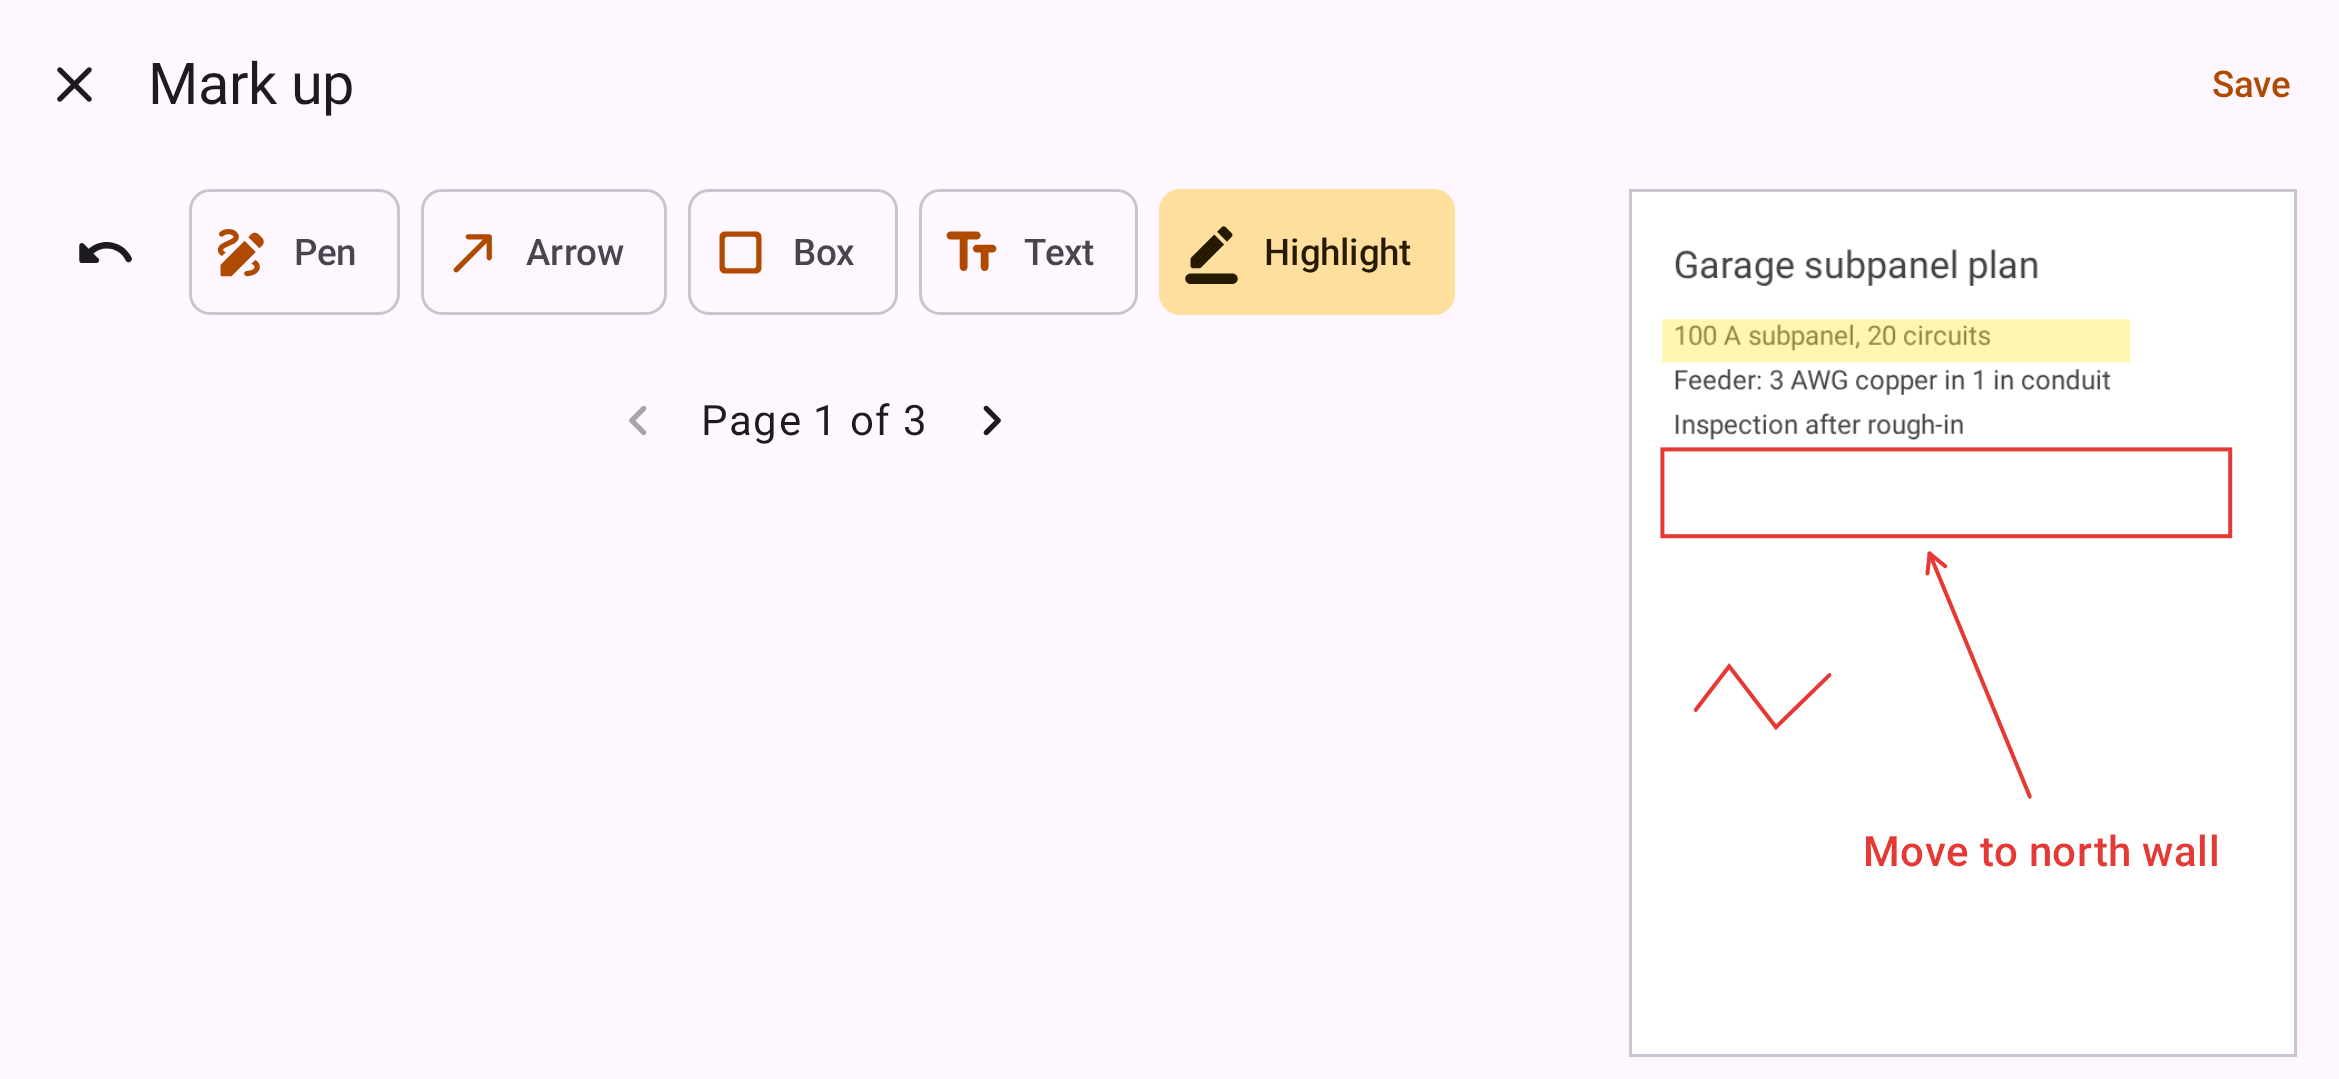 Mark up
Save
Pen
Arrow
Box
Text
Highlight
Page 1 of 3
Garage subpanel plan
100 A subpanel, 20 circuits
Feeder: 3 AWG copper in 1 in conduit
Inspection after rough-in
Move to north wall